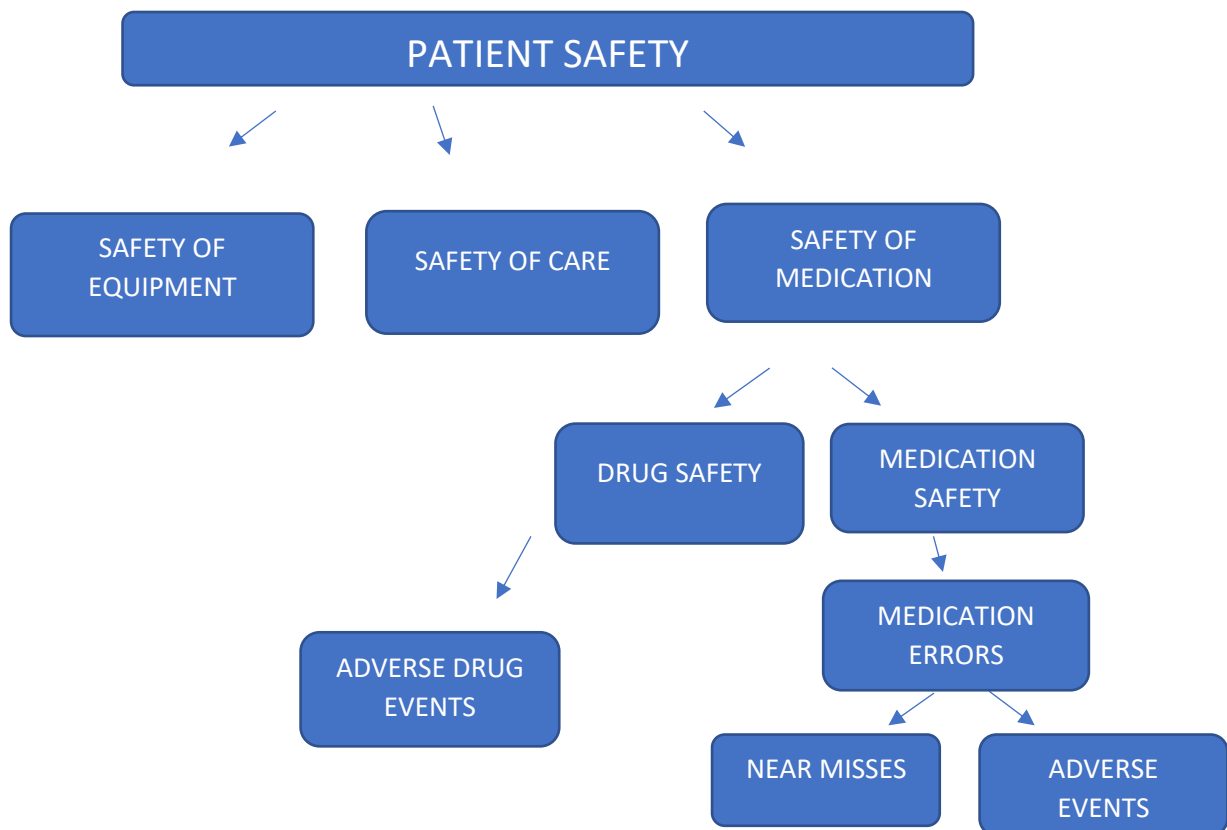 PATIENT SAFETY
SAFETY OF
EQUIPMENT
SAFETY OF CARE
SAFETY OF
MEDICATION
DRUG SAFETY
MEDICATION
SAFETY
MEDICATION
ERRORS
ADVERSE DRUG
EVENTS
NEAR MISSES
ADVERSE
EVENTS